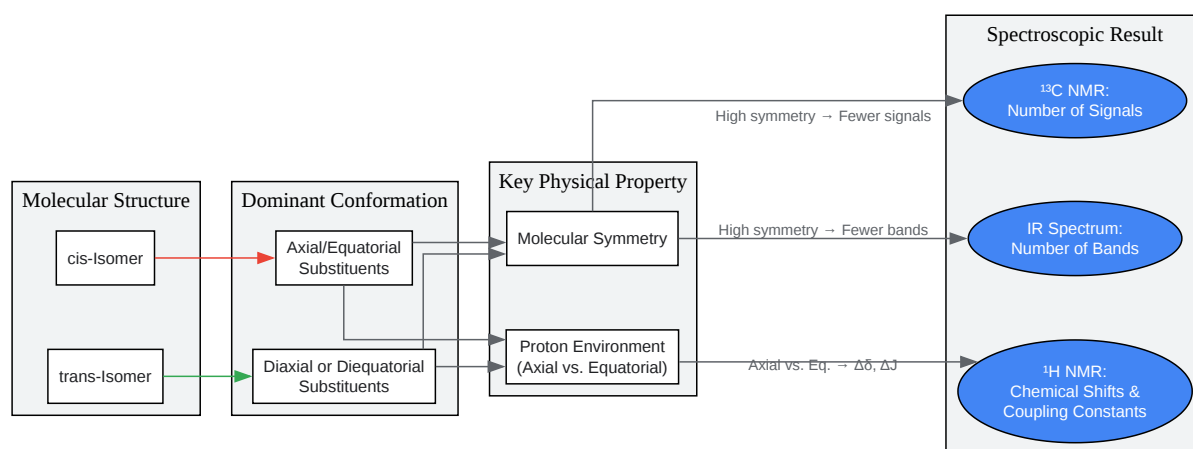 Molecular Structure
cis-Isomer
trans-Isomer
Dominant Conformation
Axial/Equatorial
Substituents
Diaxial or Diequatorial
Substituents
Key Physical Property
Molecular Symmetry
Proton Environment
(Axial vs. Equatorial)
High symmetry → Fewer signals
High symmetry → Fewer bands
Axial vs. Eq. → Δδ, ΔJ
Spectroscopic Result
¹³C NMR:
Number of Signals
IR Spectrum:
Number of Bands
¹H NMR:
Chemical Shifts &
Coupling Constants